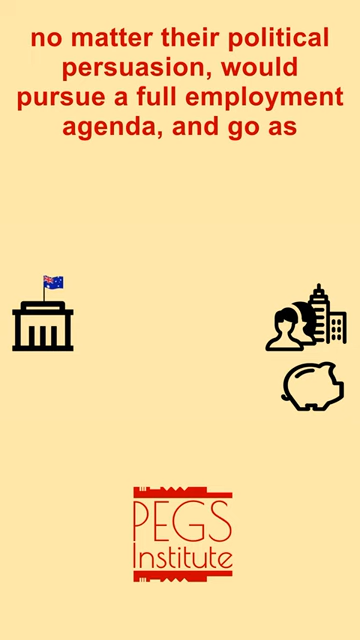 no matter their political
persuasion, would
pursue a full employment
agenda, and go as
PEGS
Institute